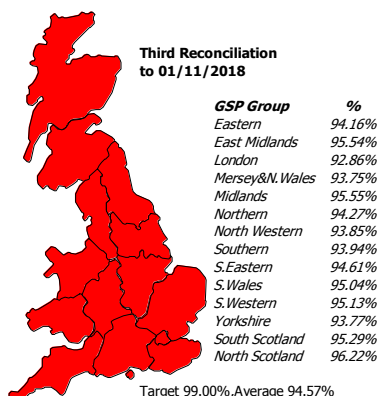 Third Reconciliation
to 01/11/2018
GSP Group %
Eastern 94.16%
East Midlands 95.54%
London 92.86%
Mersey&N.Wales 93.75%
Midlands 95.55%
Northern 94.27%
North Western 93.85%
Southern 93.94%
S.Eastern 94.61%
S.Wales 95.04%
S.Western 95.13%
Yorkshire 93.77%
South Scotland 95.29%
North Scotland 96.22%
Target 99.00%,Average 94.57%